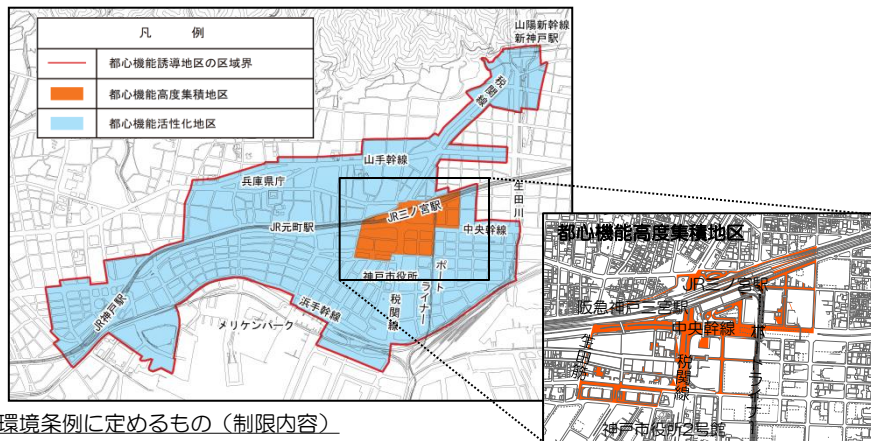 凡 例
都心機能誘導地区の区域界
都心機能高度集積地区
都心機能活性化地区
山陽新幹線
新神戸駅
税関線
山手幹線
兵庫県庁
生田川
JR三ノ宮駅
JR元町駅
中央幹線
神戸市役所
ポートライナー
税関線
浜手幹線
JR神戸駅
メリケンパーク
都心機能高度集積地区
JR三ノ宮駅
阪急神戸三宮駅
中央幹線
税関線
ポートライナー
神戸市役所2号館
環境条例に定めるもの（制限内容）